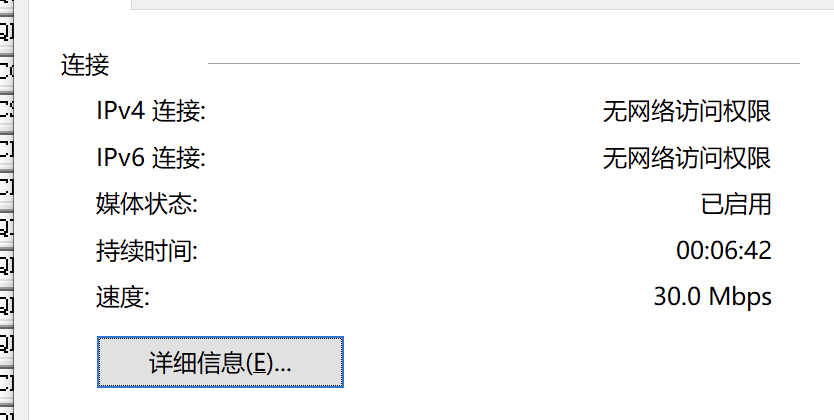 连接
IPv4 连接: 无网络访问权限
IPv6 连接: 无网络访问权限
媒体状态: 已启用
持续时间: 00:06:42
速度: 30.0 Mbps
详细信息(E)...